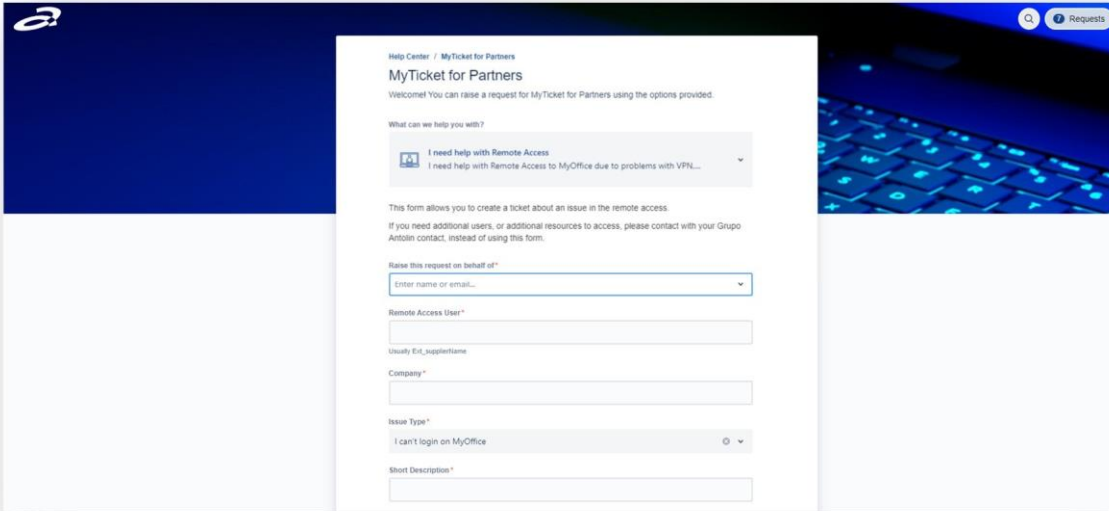 7 Requests
Help Center / MyTicket for Partners
MyTicket for Partners
Welcome! You can raise a request for MyTicket for Partners using the options provided.
What can we help you with?
I need help with Remote Access
I need help with Remote Access to MyOffice due to problems with VPN,...
This form allows you to create a ticket about an issue in the remote access.
If you need additional users, or additional resources to access, please contact with your Grupo
Antolin contact, instead of using this form.
Raise this request on behalf of*
Enter name or email...
Remote Access User*
Usually Ext_supplierName
Company*
Issue Type*
I can't login on MyOffice
Short Description*